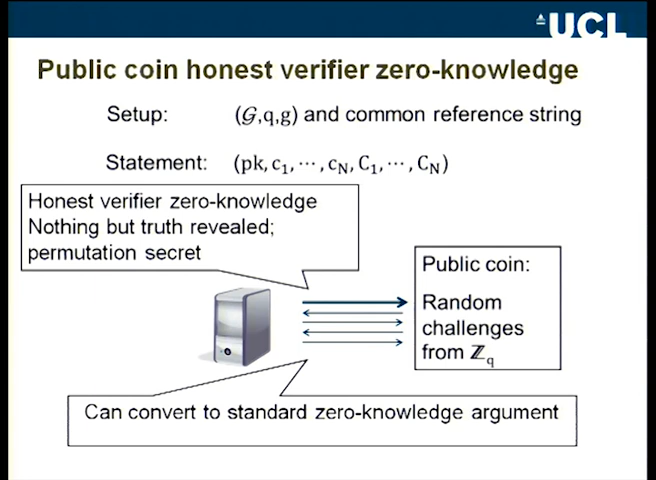 UCL
Public coin honest verifier zero-knowledge
Setup: (𝒢,q,g) and common reference string
Statement: (pk, c₁, ⋯, c_N, C₁, ⋯, C_N)
Honest verifier zero-knowledge
Nothing but truth revealed;
permutation secret
Public coin:
Random
challenges
from ℤ_q
Can convert to standard zero-knowledge argument